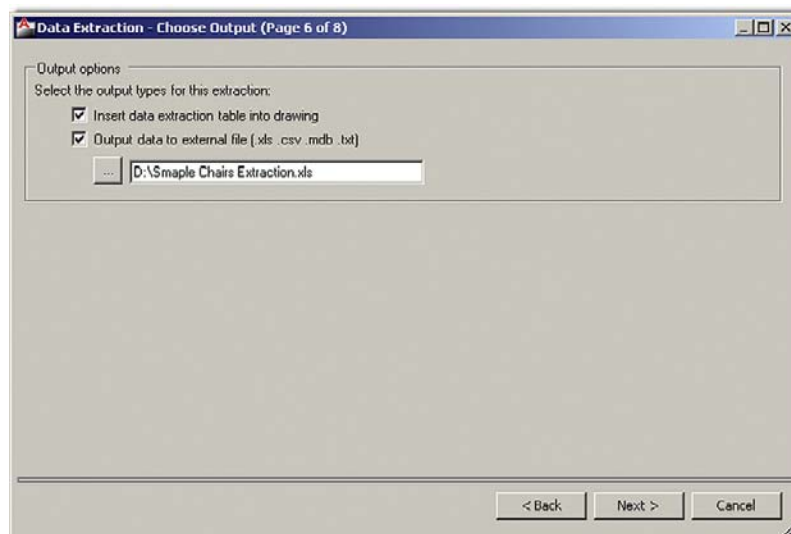 Data Extraction - Choose Output (Page 6 of 8)
Output options
Select the output types for this extraction:
Insert data extraction table into drawing
Output data to external file (.xls .csv .mdb .txt)
... D:\Smaple Chairs Extraction.xls
< Back Next > Cancel